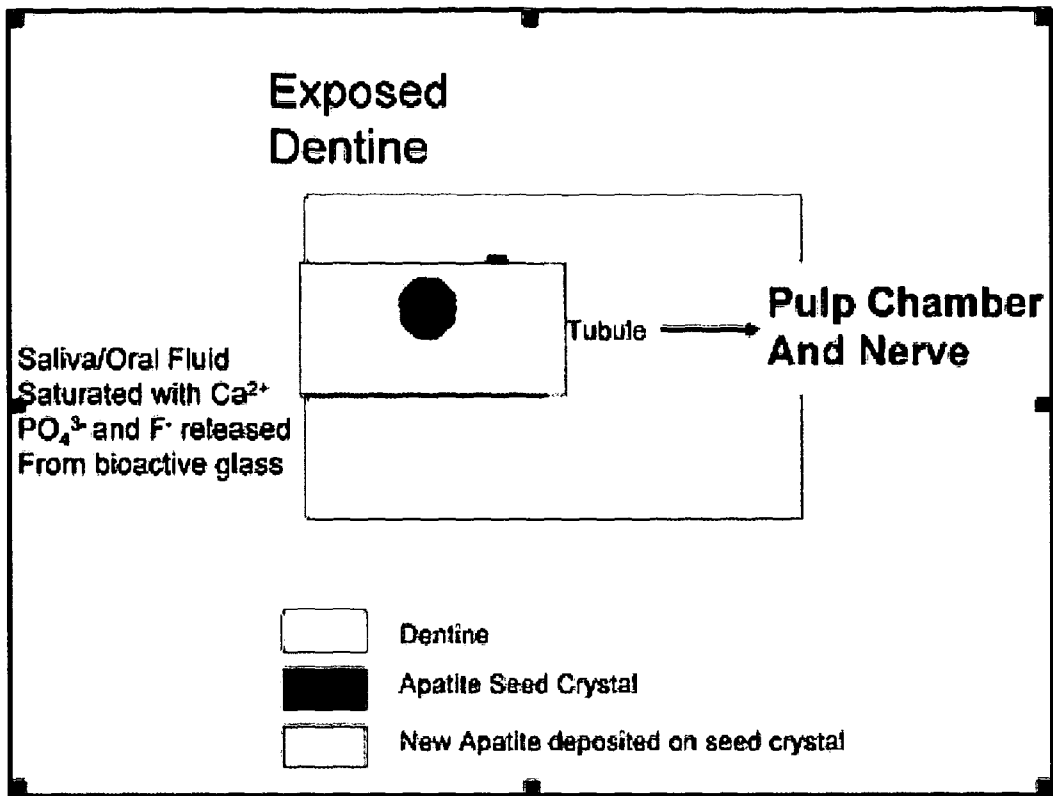 Exposed
Dentine
Pulp Chamber
And Nerve
Tubule
Saliva/Oral Fluid
Saturated with Ca²⁺
PO₄³⁻ and F⁻ released
From bioactive glass
Dentine
Apatite Seed Crystal
New Apatite deposited on seed crystal